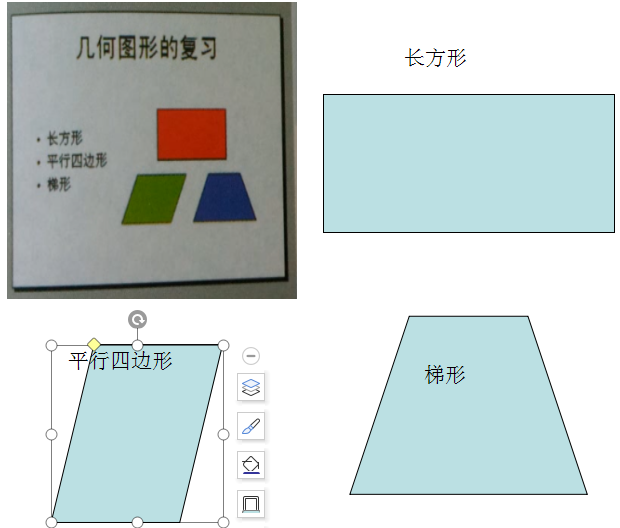 几何图形的复习
• 长方形
• 平行四边形
• 梯形
长方形
平行四边形
梯形